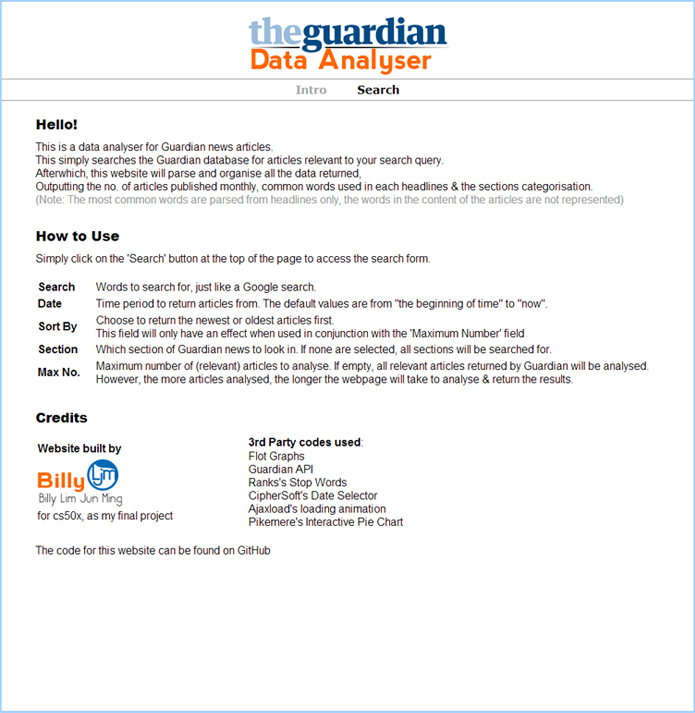 theguardian
Data Analyser
Intro Search
Hello!
This is a data analyser for Guardian news articles.
This simply searches the Guardian database for articles relevant to your search query.
Afterwhich, this website will parse and organise all the data returned,
Outputting the no. of articles published monthly, common words used in each headlines & the sections categorisation.
(Note: The most common words are parsed from headlines only, the words in the content of the articles are not represented)
How to Use
Simply click on the 'Search' button at the top of the page to access the search form.
Search Words to search for, just like a Google search.
Date Time period to return articles from. The default values are from "the beginning of time" to "now".
Sort By Choose to return the newest or oldest articles first.
This field will only have an effect when used in conjunction with the 'Maximum Number' field
Section Which section of Guardian news to look in. If none are selected, all sections will be searched for.
Max No. Maximum number of (relevant) articles to analyse. If empty, all relevant articles returned by Guardian will be analysed.
However, the more articles analysed, the longer the webpage will take to analyse & return the results.
Credits
Website built by
Billy Ljm
Billy Lim Jun Ming
for cs50x, as my final project
3rd Party codes used:
Flot Graphs
Guardian API
Ranks's Stop Words
CipherSoft's Date Selector
Ajaxload's loading animation
Pikemere's Interactive Pie Chart
The code for this website can be found on GitHub